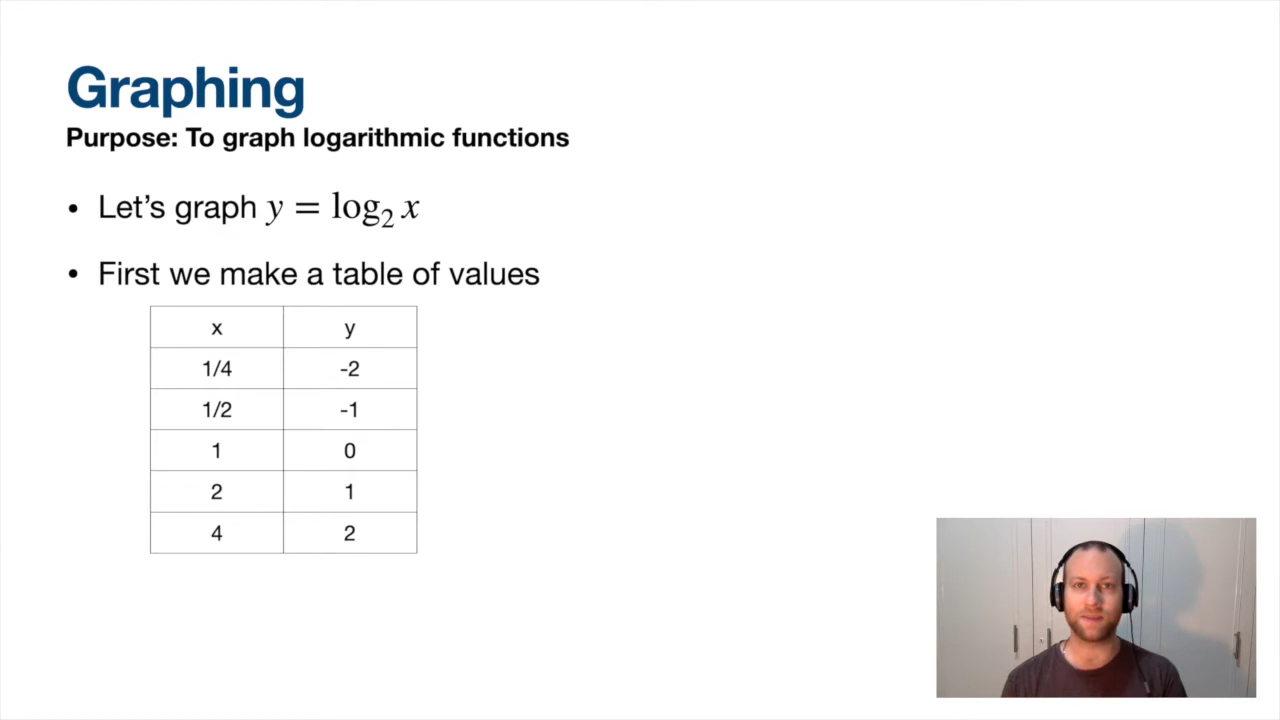 Graphing
Purpose: To graph logarithmic functions
• Let’s graph y = log₂ x
• First we make a table of values
x y
1/4 -2
1/2 -1
1 0
2 1
4 2